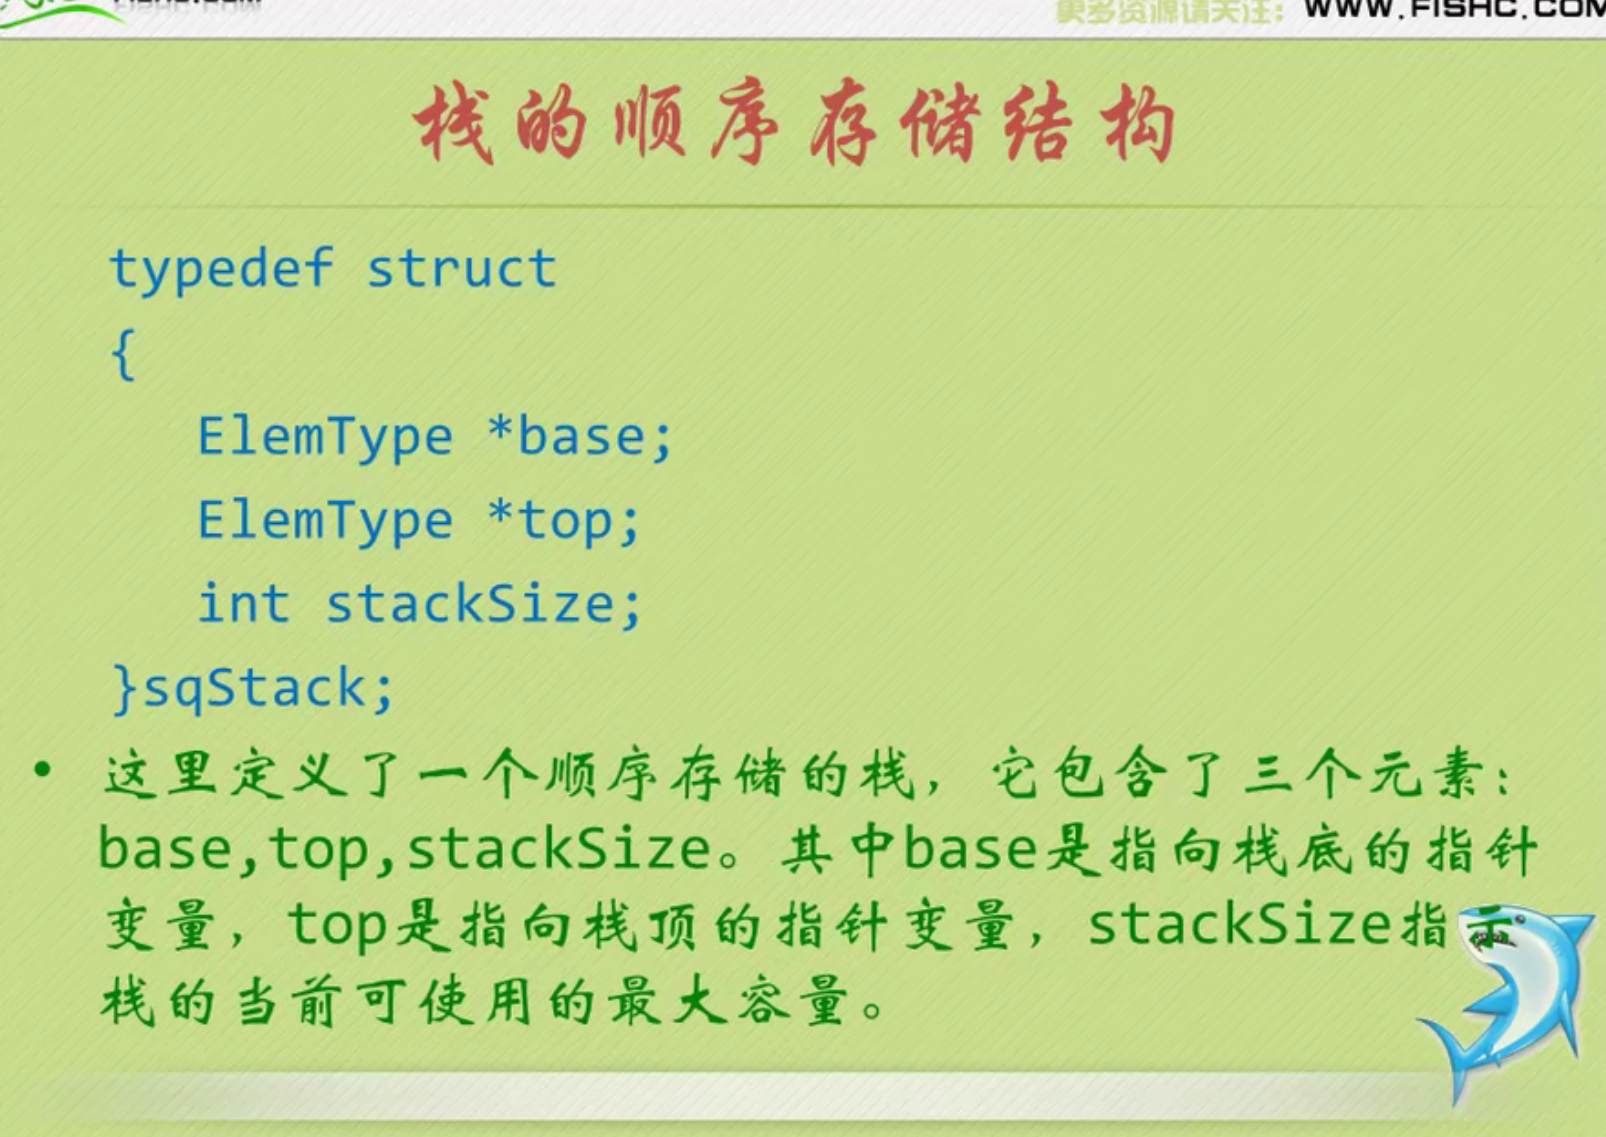 更多资源请关注：WWW.FISHC.COM
栈的顺序存储结构
typedef struct
{
ElemType *base;
ElemType *top;
int stackSize;
}sqStack;
• 这里定义了一个顺序存储的栈，它包含了三个元素：
base,top,stackSize。其中base是指向栈底的指针
变量，top是指向栈顶的指针变量，stackSize指示
栈的当前可使用的最大容量。